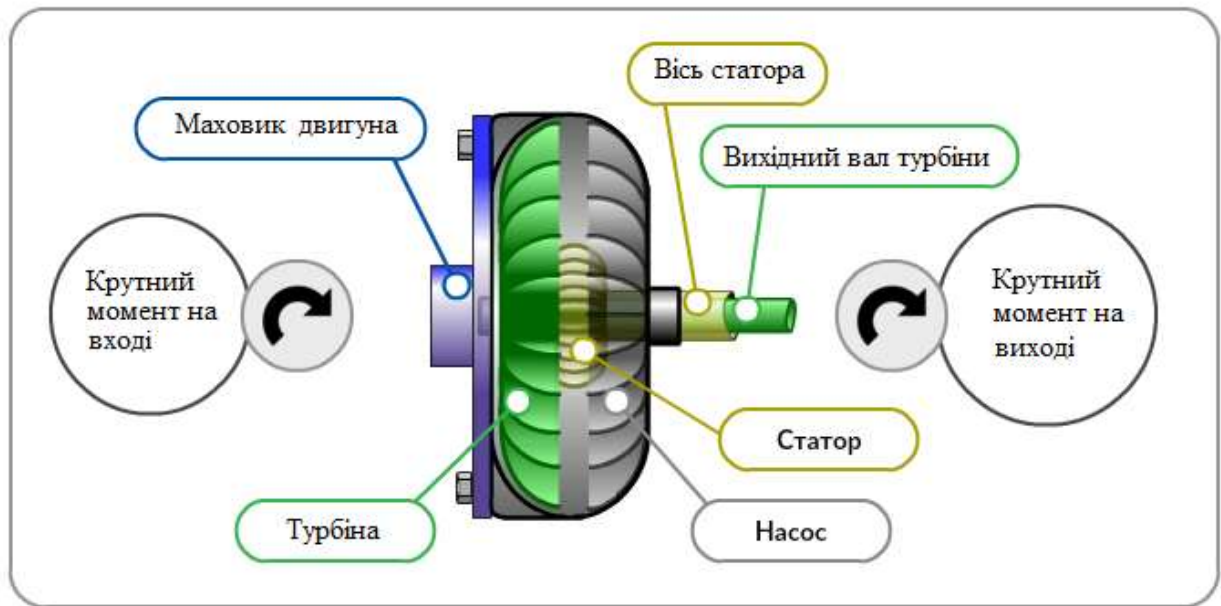 Вісь статора
Маховик двигуна
Вихідний вал турбіни
Крутний
момент на
вході
Крутний
момент на
виході
Статор
Турбіна
Насос